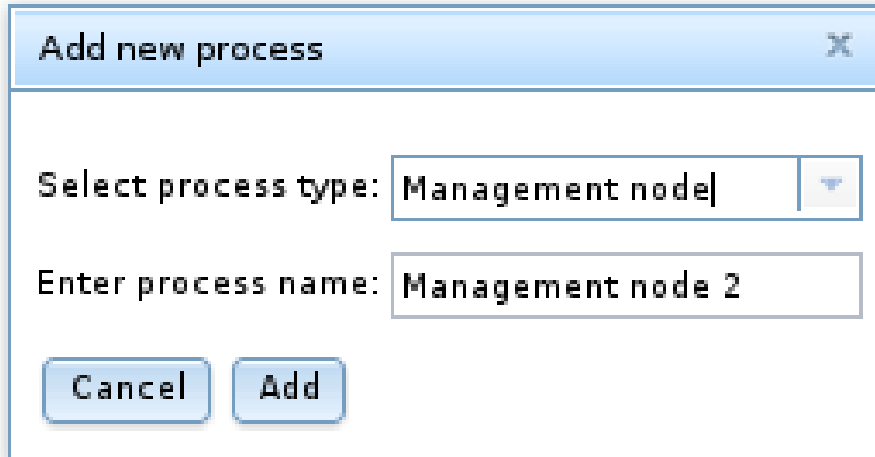 Add new process
Select process type: Management node
Enter process name: Management node 2
Cancel Add